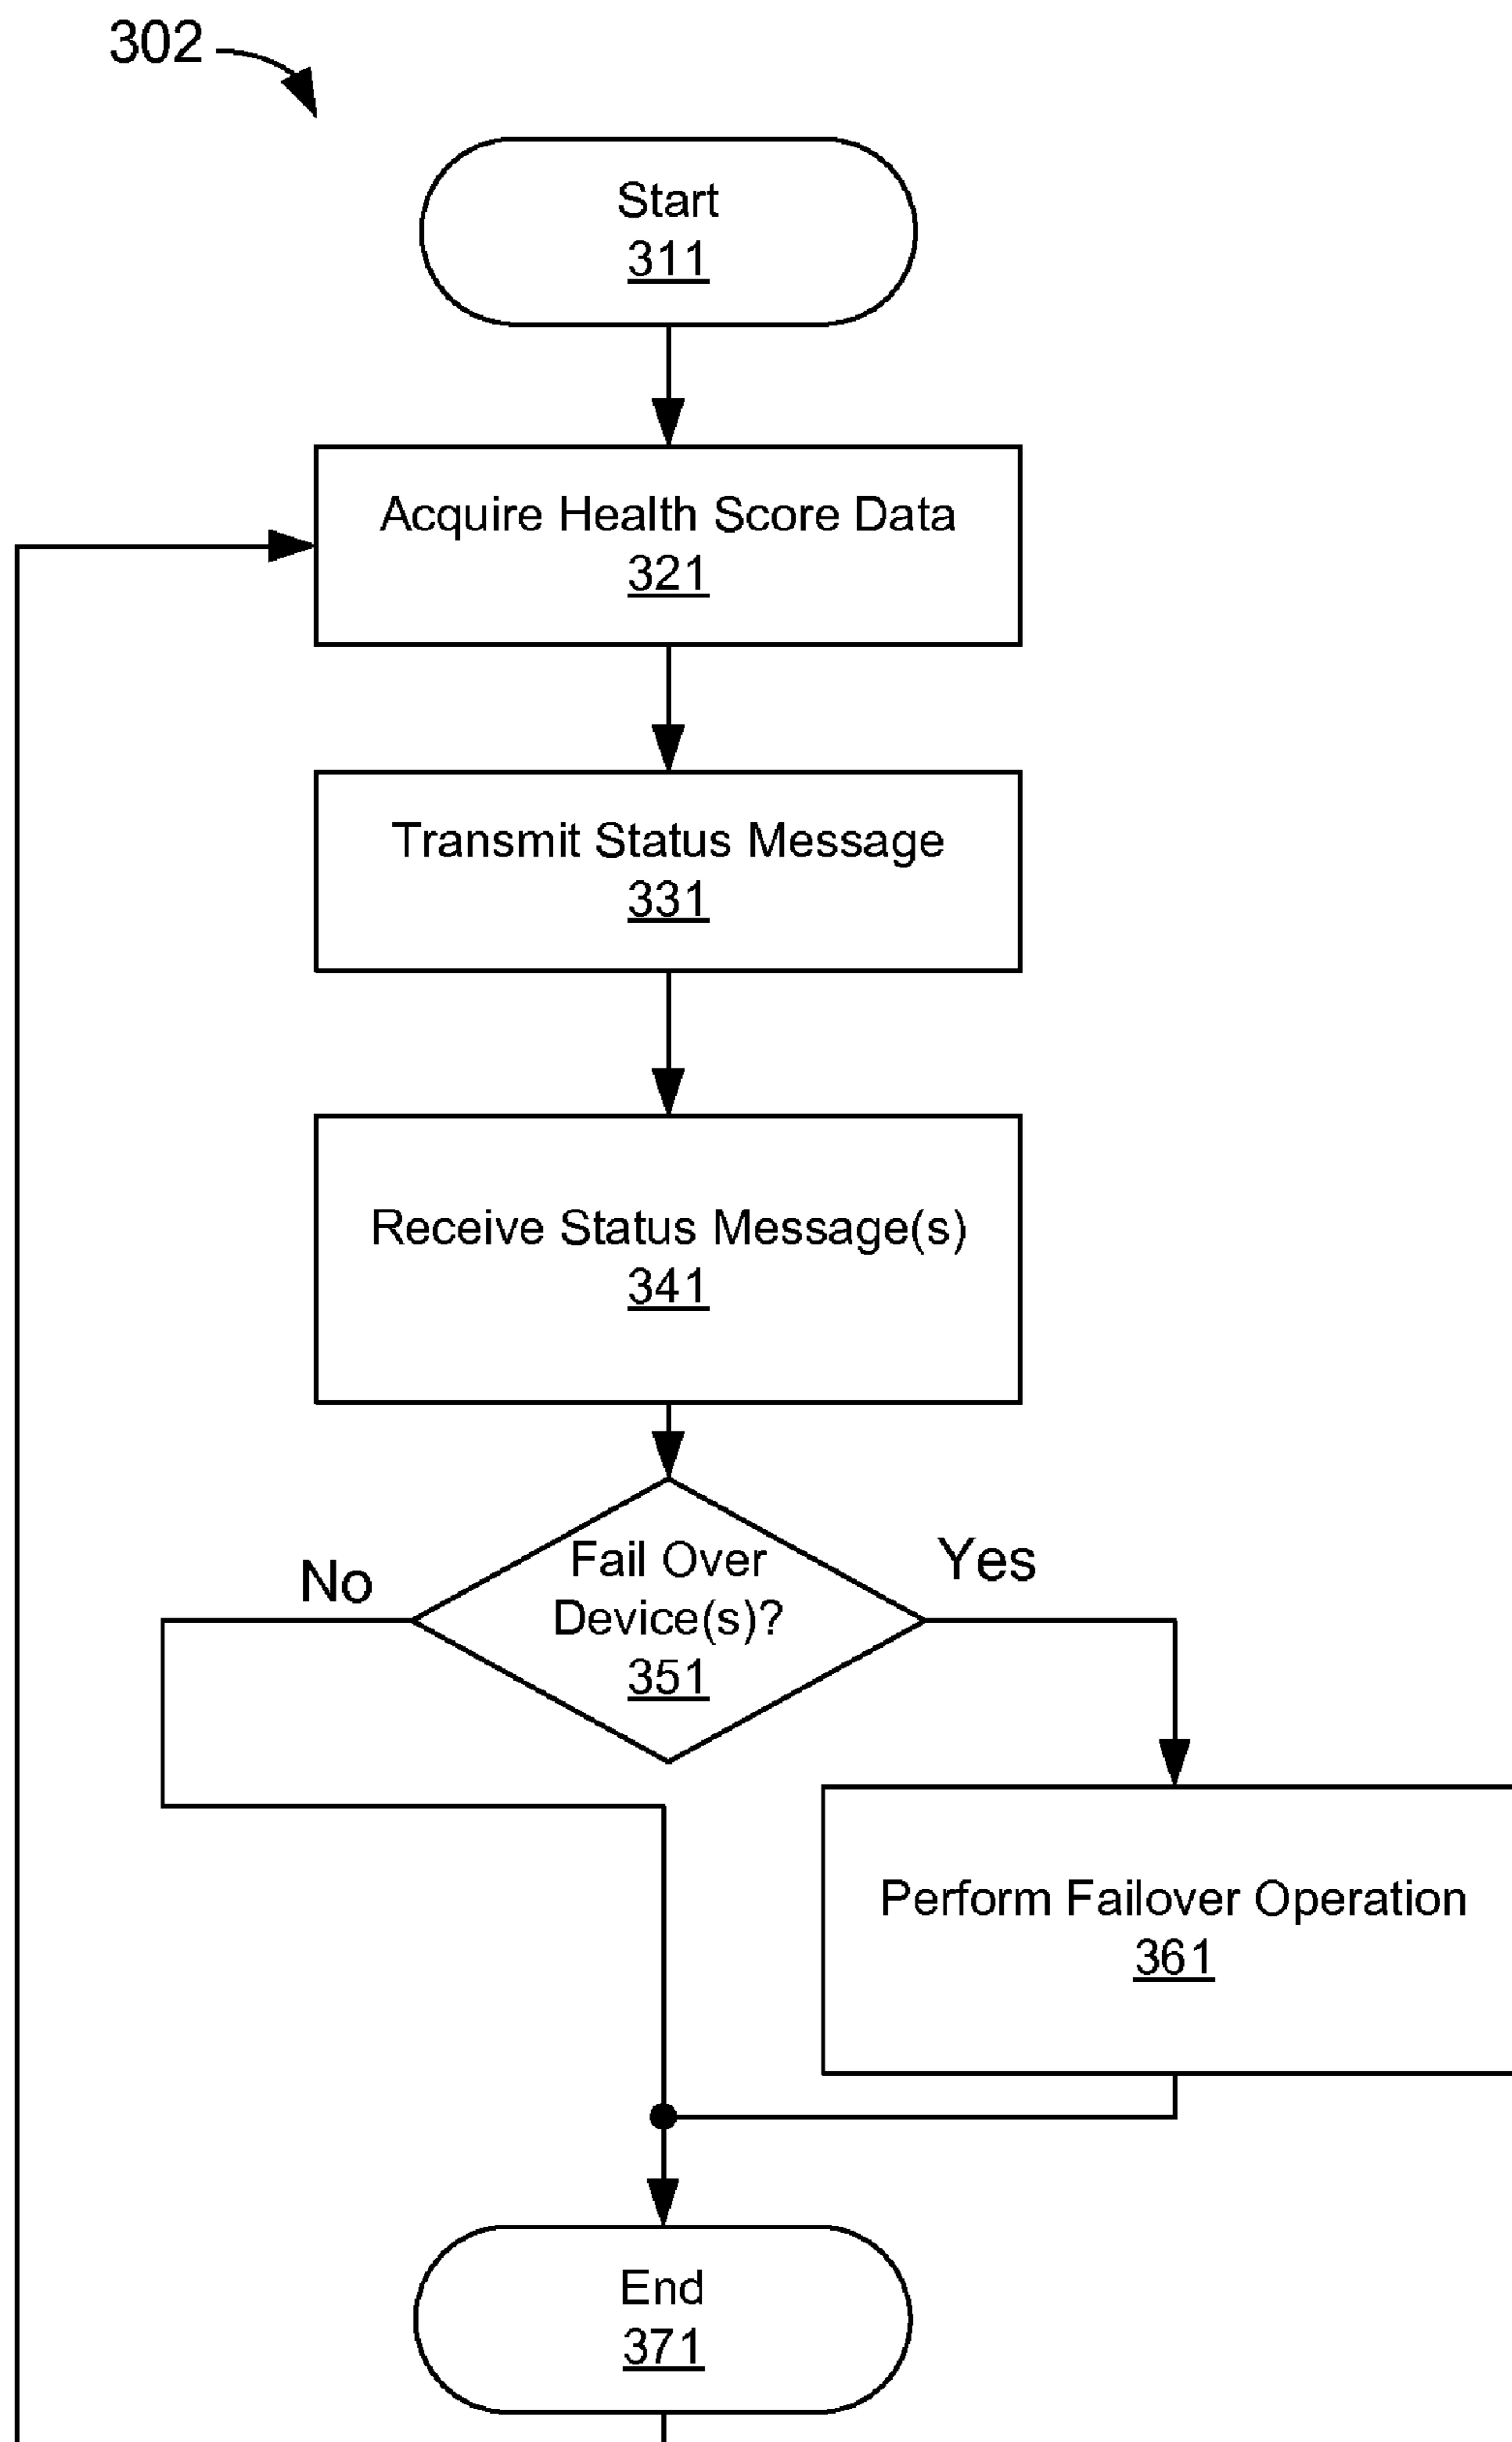 302
Start
311
Acquire Health Score Data
321
Transmit Status Message
331
Receive Status Message(s)
341
Fail Over
Device(s)?
351
No
Yes
Perform Failover Operation
361
End
371